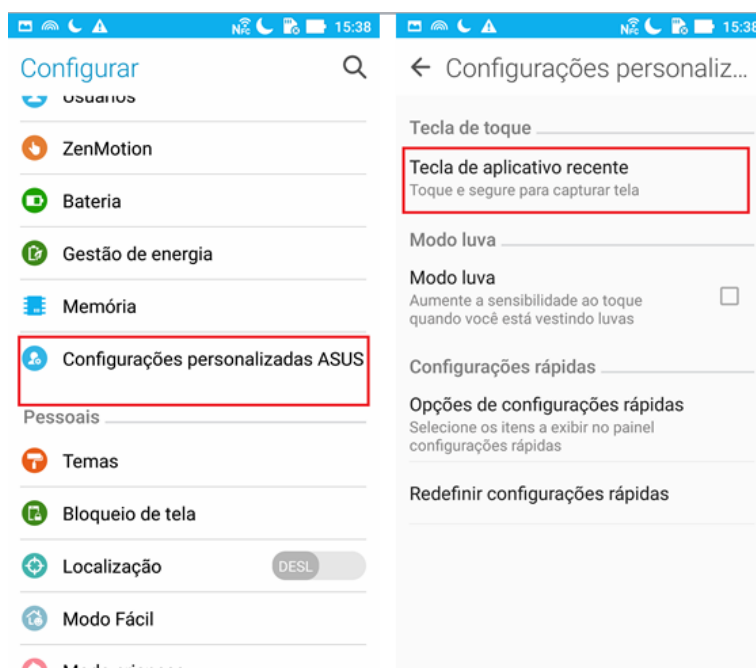 NFC 15:38
Configurar
Usuários
ZenMotion
Bateria
Gestão de energia
Memória
Configurações personalizadas ASUS
Pessoais
Temas
Bloqueio de tela
Localização DESL
Modo Fácil
NFC 15:38
Configurações personaliz...
Tecla de toque
Tecla de aplicativo recente
Toque e segure para capturar tela
Modo luva
Modo luva
Aumente a sensibilidade ao toque
quando você está vestindo luvas
Configurações rápidas
Opções de configurações rápidas
Selecione os itens a exibir no painel
configurações rápidas
Redefinir configurações rápidas